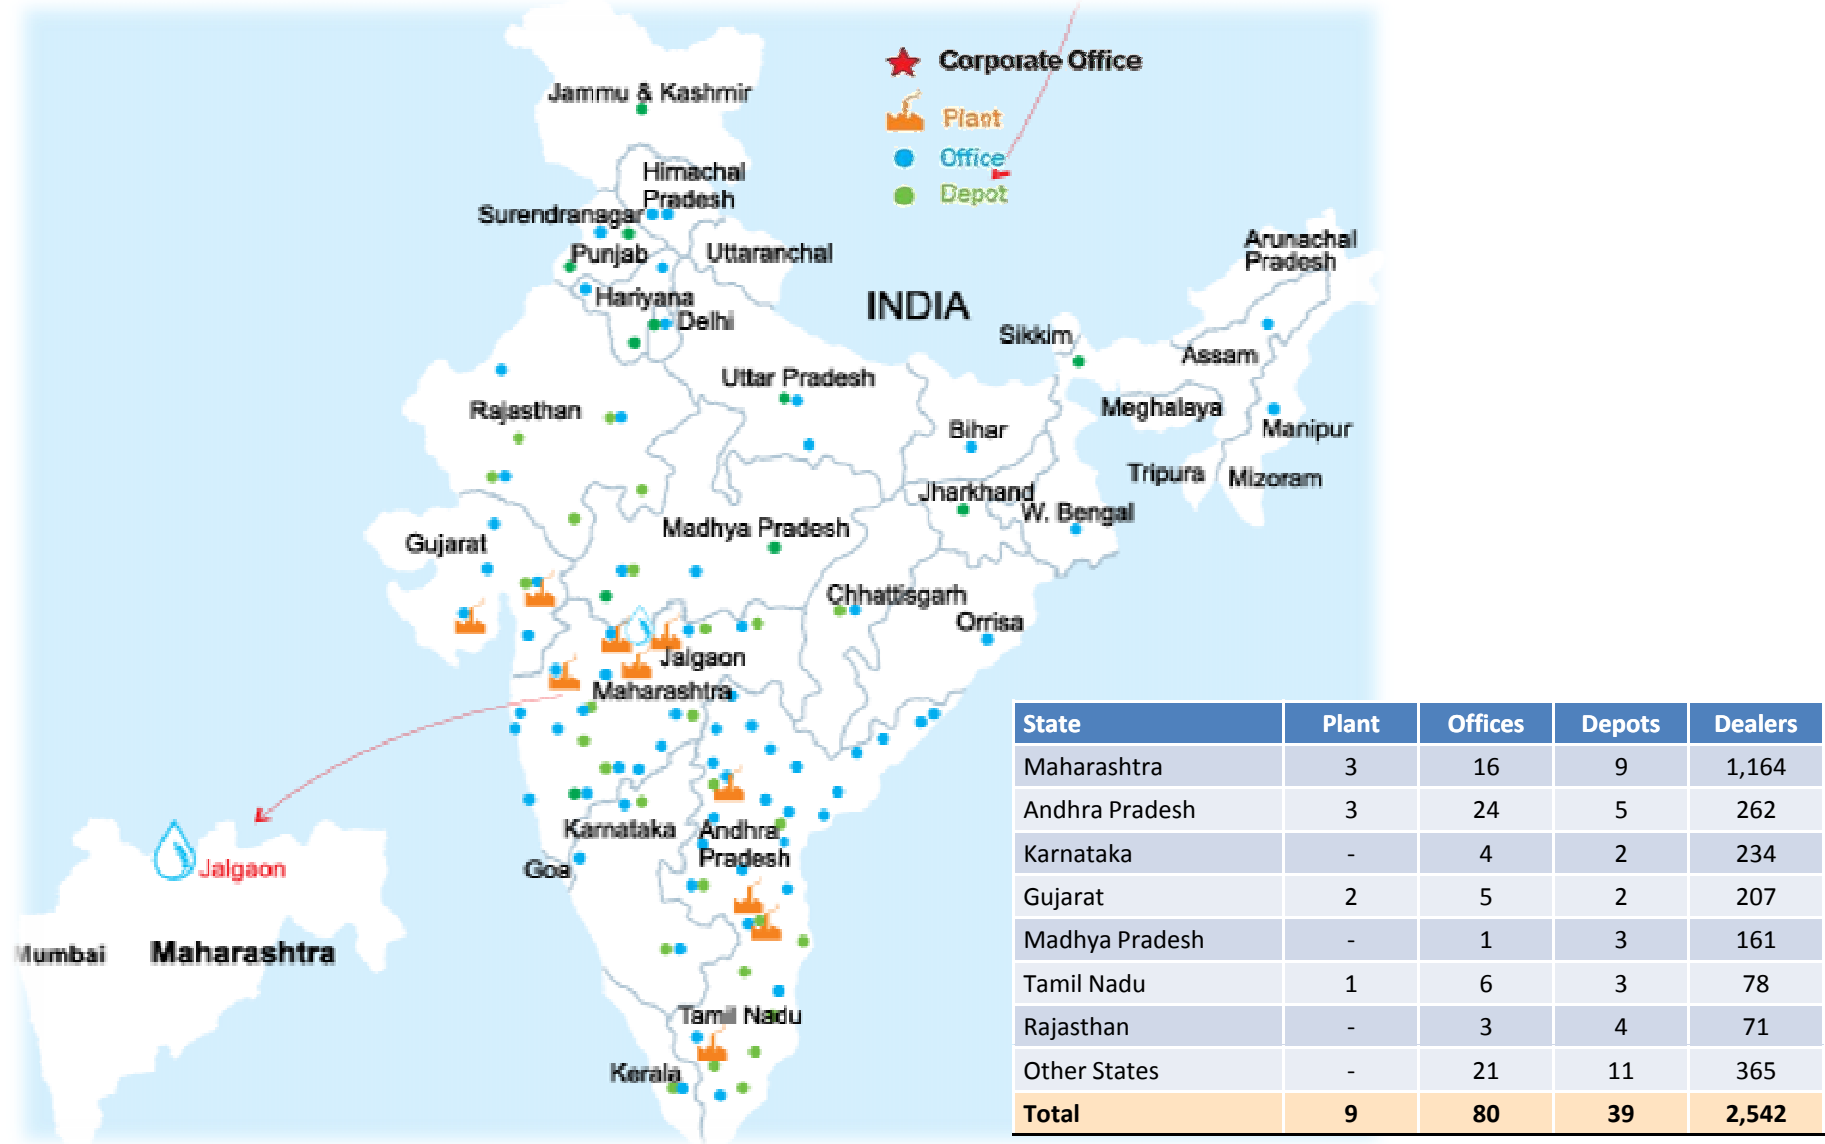 Corporate Office
Jammu & Kashmir
Plant
Office
Himachal
Pradesh
Depot
Surendranagar
Punjab
Uttaranchal
Arunachal
Pradesh
Hariyana
INDIA
Delhi
Sikkim
Assam
Uttar Pradesh
Rajasthan
Meghalaya
Bihar
Manipur
Tripura
Mizoram
Jharkhand
W. Bengal
Madhya Pradesh
Gujarat
Chhattisgarh
Orrisa
Jalgaon
Maharashtra
Karnataka
Andhra
Pradesh
Goa
Jalgaon
Mumbai
Maharashtra
Tamil Nadu
Kerala
State Plant Offices Depots Dealers
Maharashtra 3 16 9 1,164
Andhra Pradesh 3 24 5 262
Karnataka - 4 2 234
Gujarat 2 5 2 207
Madhya Pradesh - 1 3 161
Tamil Nadu 1 6 3 78
Rajasthan - 3 4 71
Other States - 21 11 365
Total 9 80 39 2,542